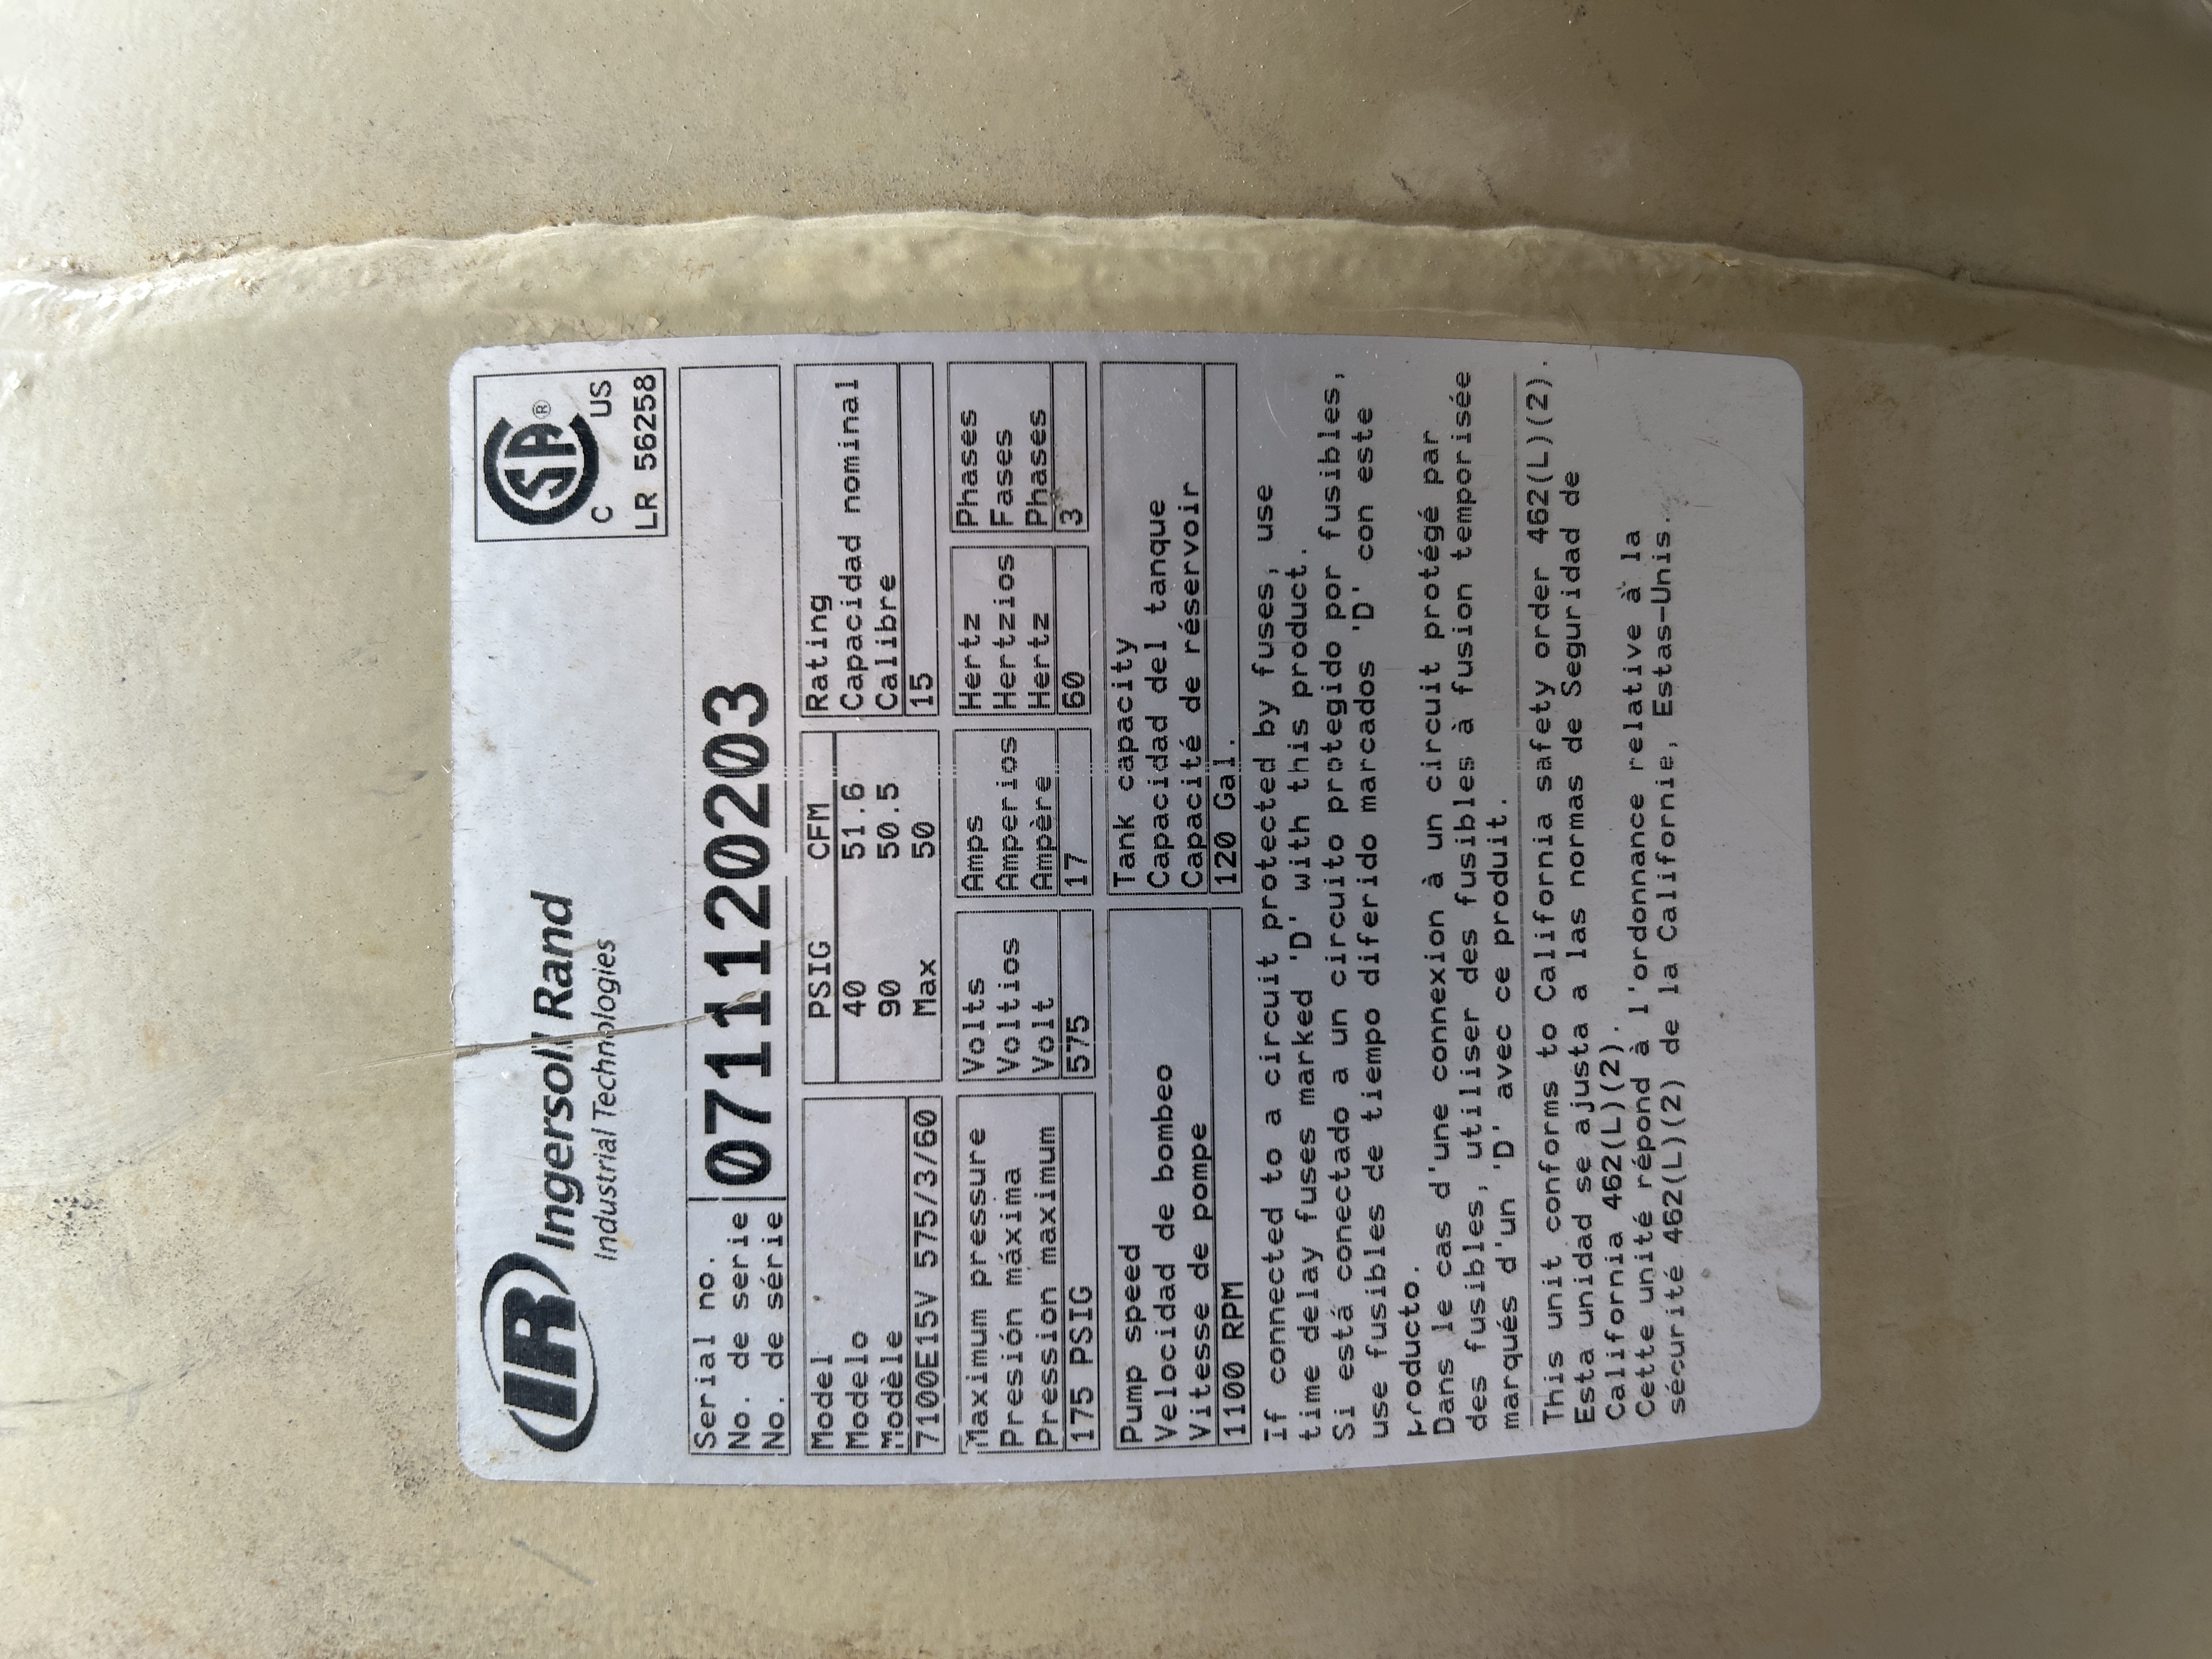 IR Ingersoll Rand
Industrial Technologies
CSA®
C US
LR 56258
Serial no.
No. de serie
No. de série
0711120203
Model
Modelo
Modèle
7100E15V 575/3/60
PSIG CFM
40 51.6
90 50.5
Max 50
Rating
Capacidad nominal
Calibre
15
Maximum pressure
Presión máxima
Pression maximum
175 PSIG
Volts
Voltios
Volt
575
Amps
Amperios
Ampère
17
Hertz
Hertzios
Hertz
60
Phases
Fases
Phases
3
Pump speed
Velocidad de bombeo
Vitesse de pompe
1100 RPM
Tank capacity
Capacidad del tanque
Capacité de réservoir
120 Gal.
If connected to a circuit protected by fuses, use
time delay fuses marked 'D' with this product.
Si está conectado a un circuito protegido por fusibles,
use fusibles de tiempo diferido marcados 'D' con este
producto.
Dans le cas d'une connexion à un circuit protégé par
des fusibles, utiliser des fusibles à fusion temporisée
marqués d'un 'D' avec ce produit.
This unit conforms to California safety order 462(L)(2).
Esta unidad se ajusta a las normas de Seguridad de
California 462(L)(2).
Cette unité répond à l'ordonnance relative à la
sécurité 462(L)(2) de la Californie, Estas-Unis.